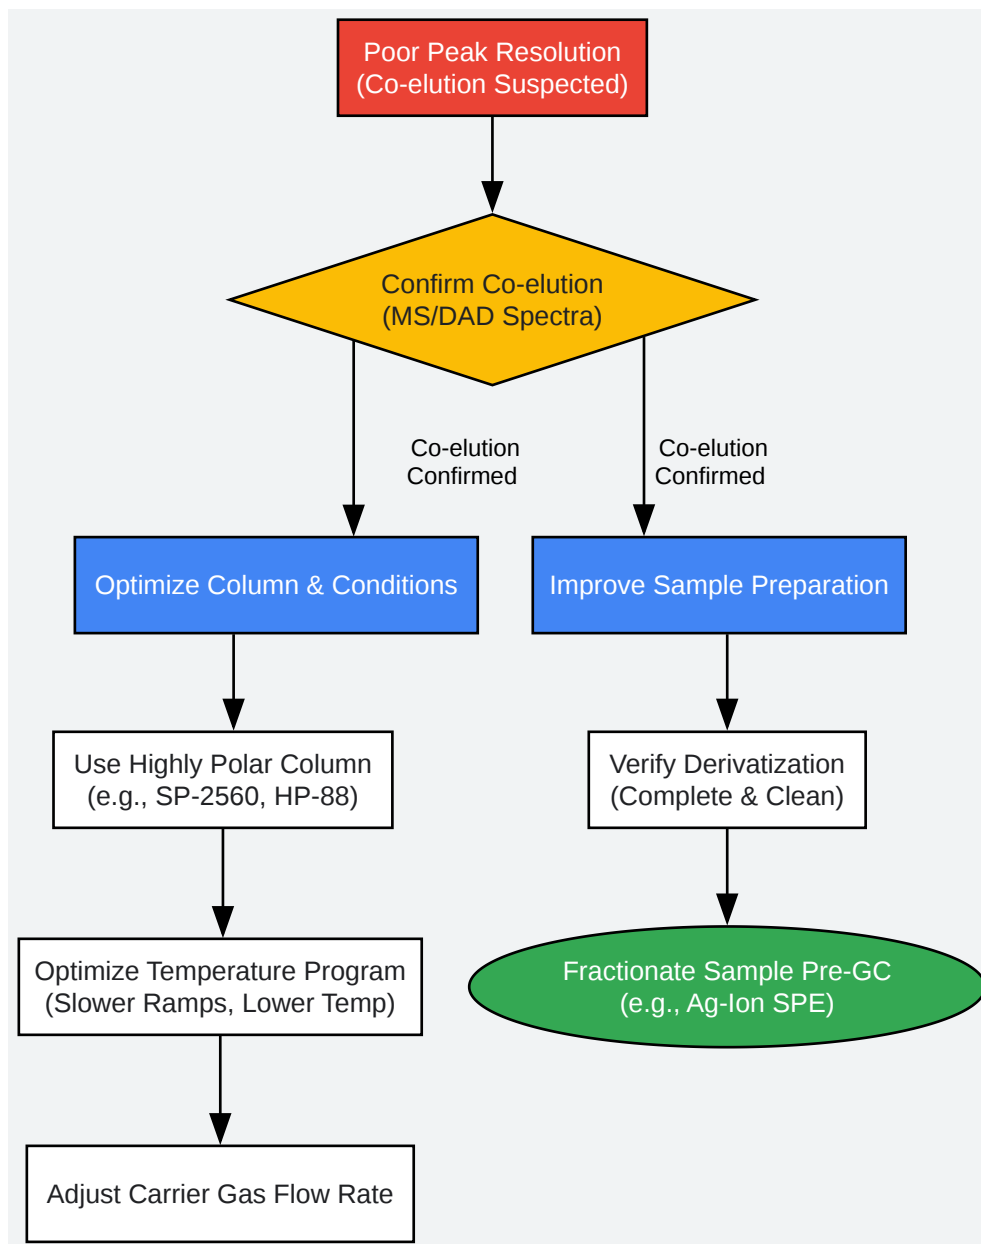 Poor Peak Resolution
(Co-elution Suspected)
Confirm Co-elution
(MS/DAD Spectra)
Co-elution
Confirmed
Co-elution
Confirmed
Optimize Column & Conditions
Improve Sample Preparation
Use Highly Polar Column
(e.g., SP-2560, HP-88)
Verify Derivatization
(Complete & Clean)
Optimize Temperature Program
(Slower Ramps, Lower Temp)
Fractionate Sample Pre-GC
(e.g., Ag-Ion SPE)
Adjust Carrier Gas Flow Rate